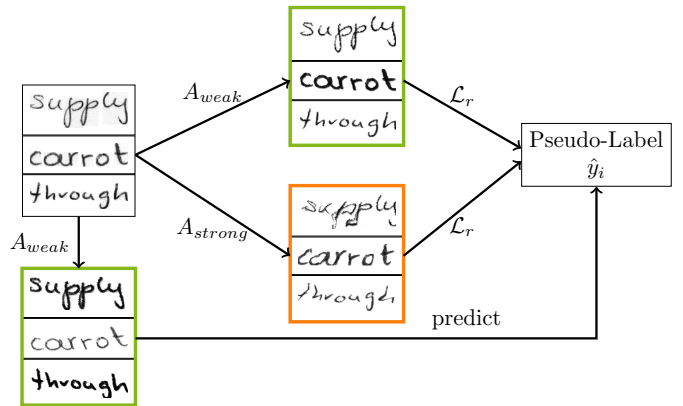 supply
carrot
through
A_weak
supply
carrot
through
A_weak
A_strong
supply
carrot
through
ℒ_r
ℒ_r
Pseudo-Label
ŷ_i
supply
carrot
through
predict